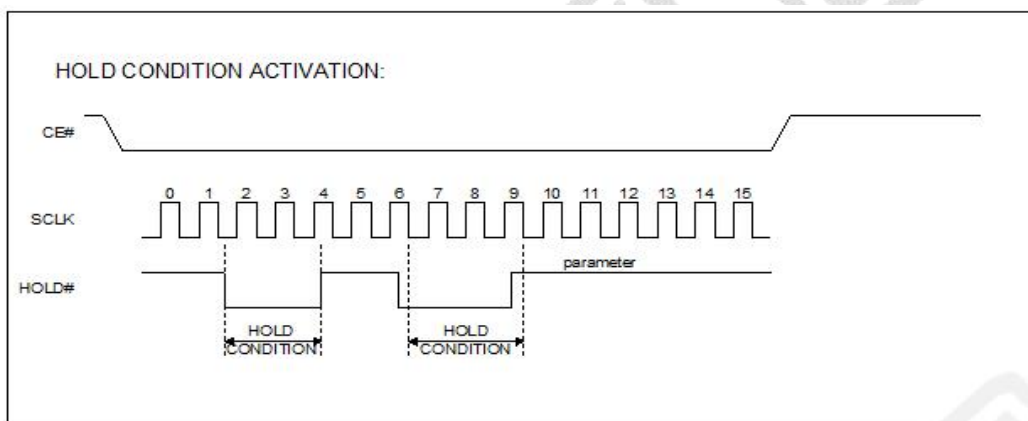 HOLD CONDITION ACTIVATION:
CE#
0 1 2 3 4 5 6 7 8 9 10 11 12 13 14 15
SCLK
parameter
HOLD#
HOLD HOLD
CONDITION CONDITION